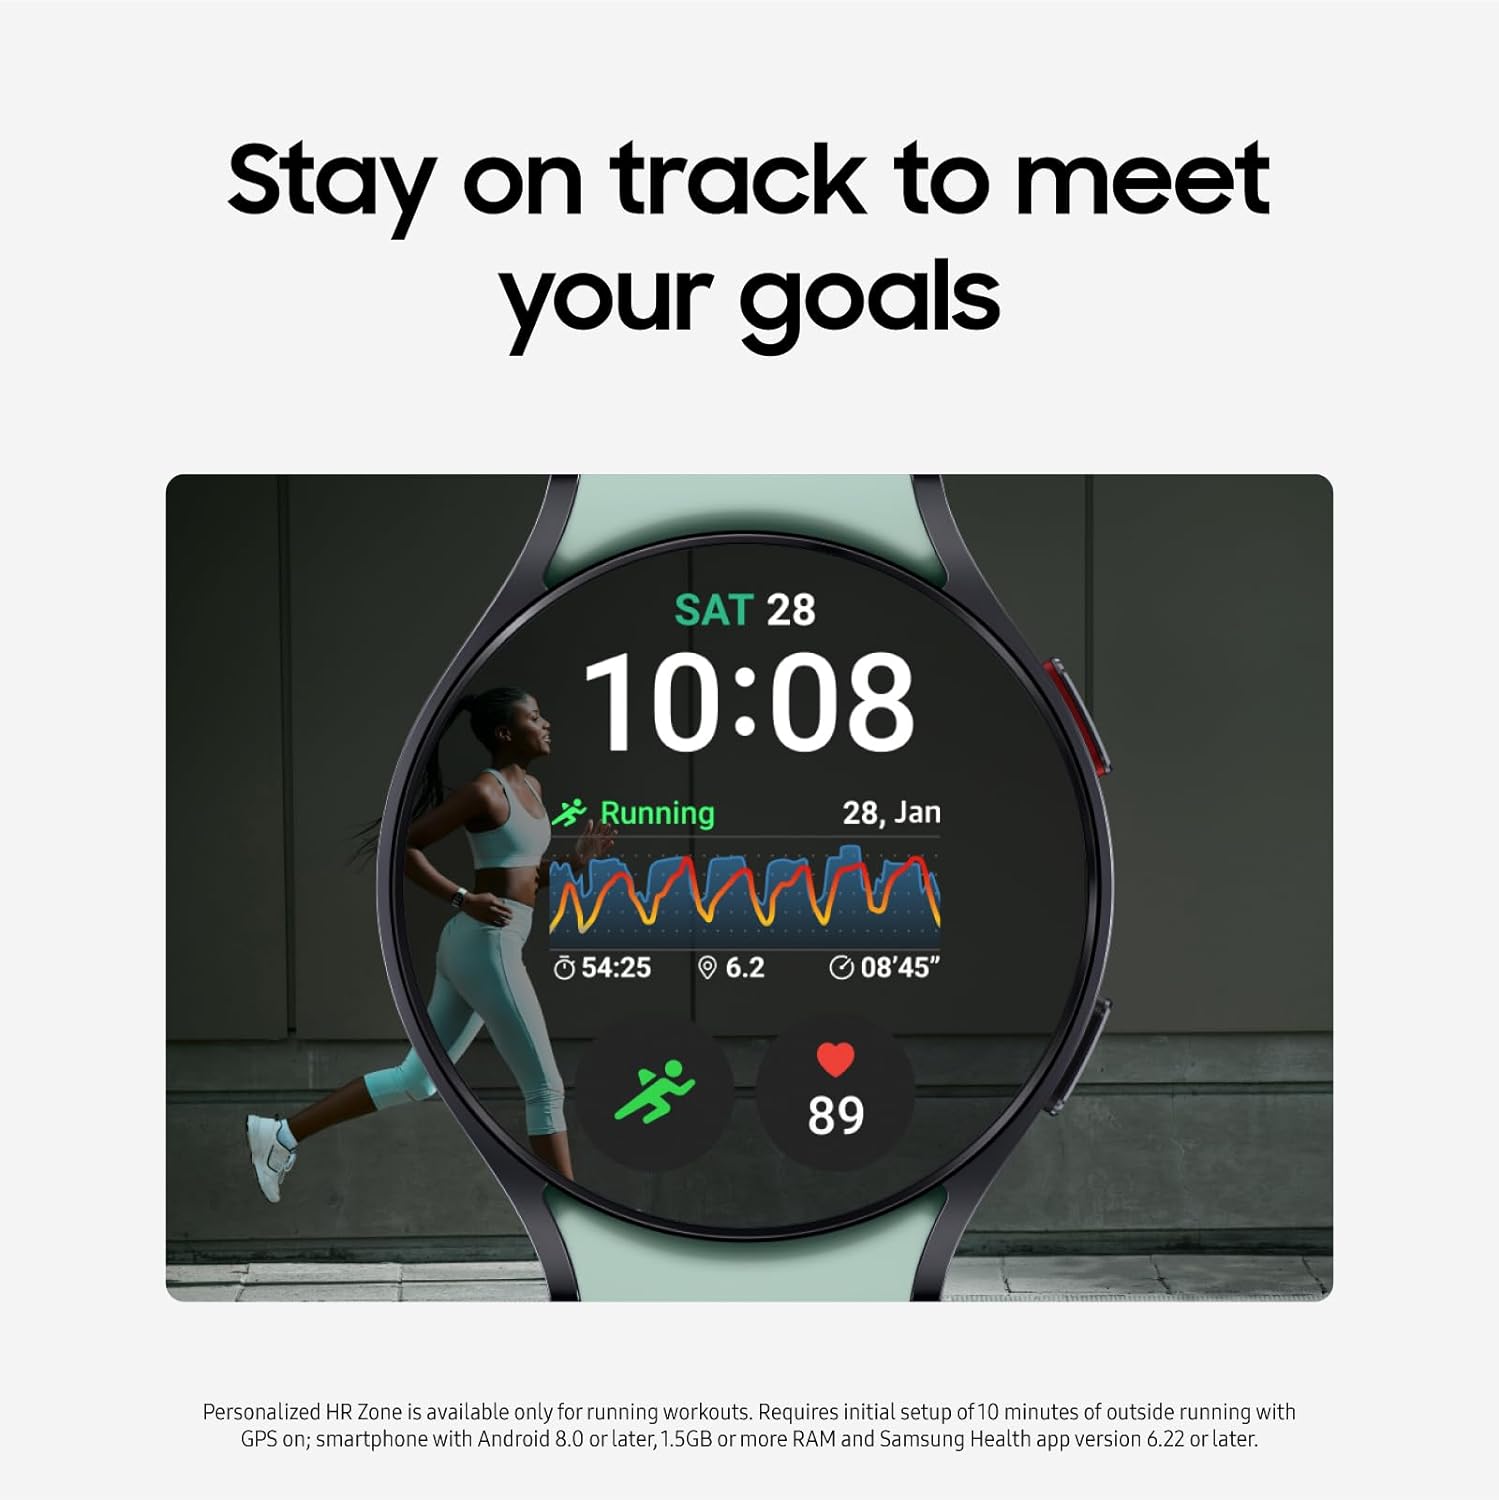 Stay on track to meet
your goals
SAT 28
10:08
Running 28, Jan
54:25 6.2 08’45”
89
Personalized HR Zone is available only for running workouts. Requires initial setup of 10 minutes of outside running with
GPS on; smartphone with Android 8.0 or later, 1.5GB or more RAM and Samsung Health app version 6.22 or later.